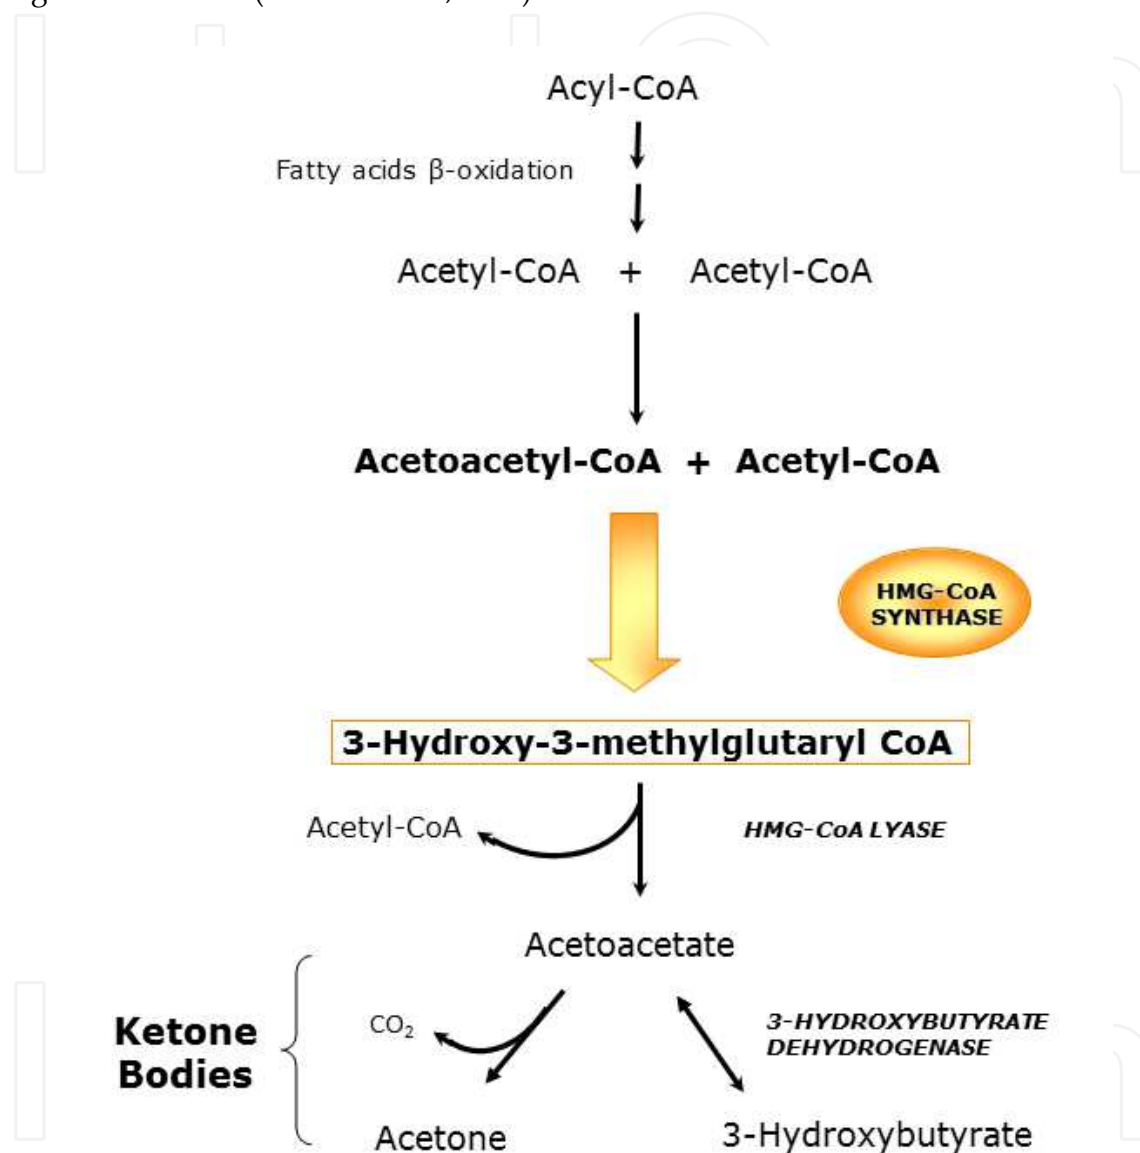 Acyl-CoA
Fatty acids β-oxidation
Acetyl-CoA + Acetyl-CoA
Acetoacetyl-CoA + Acetyl-CoA
HMG-CoA
SYNTHASE
3-Hydroxy-3-methylglutaryl CoA
Acetyl-CoA
HMG-CoA LYASE
Acetoacetate
Ketone
Bodies
CO₂
3-HYDROXYBUTYRATE
DEHYDROGENASE
Acetone
3-Hydroxybutyrate